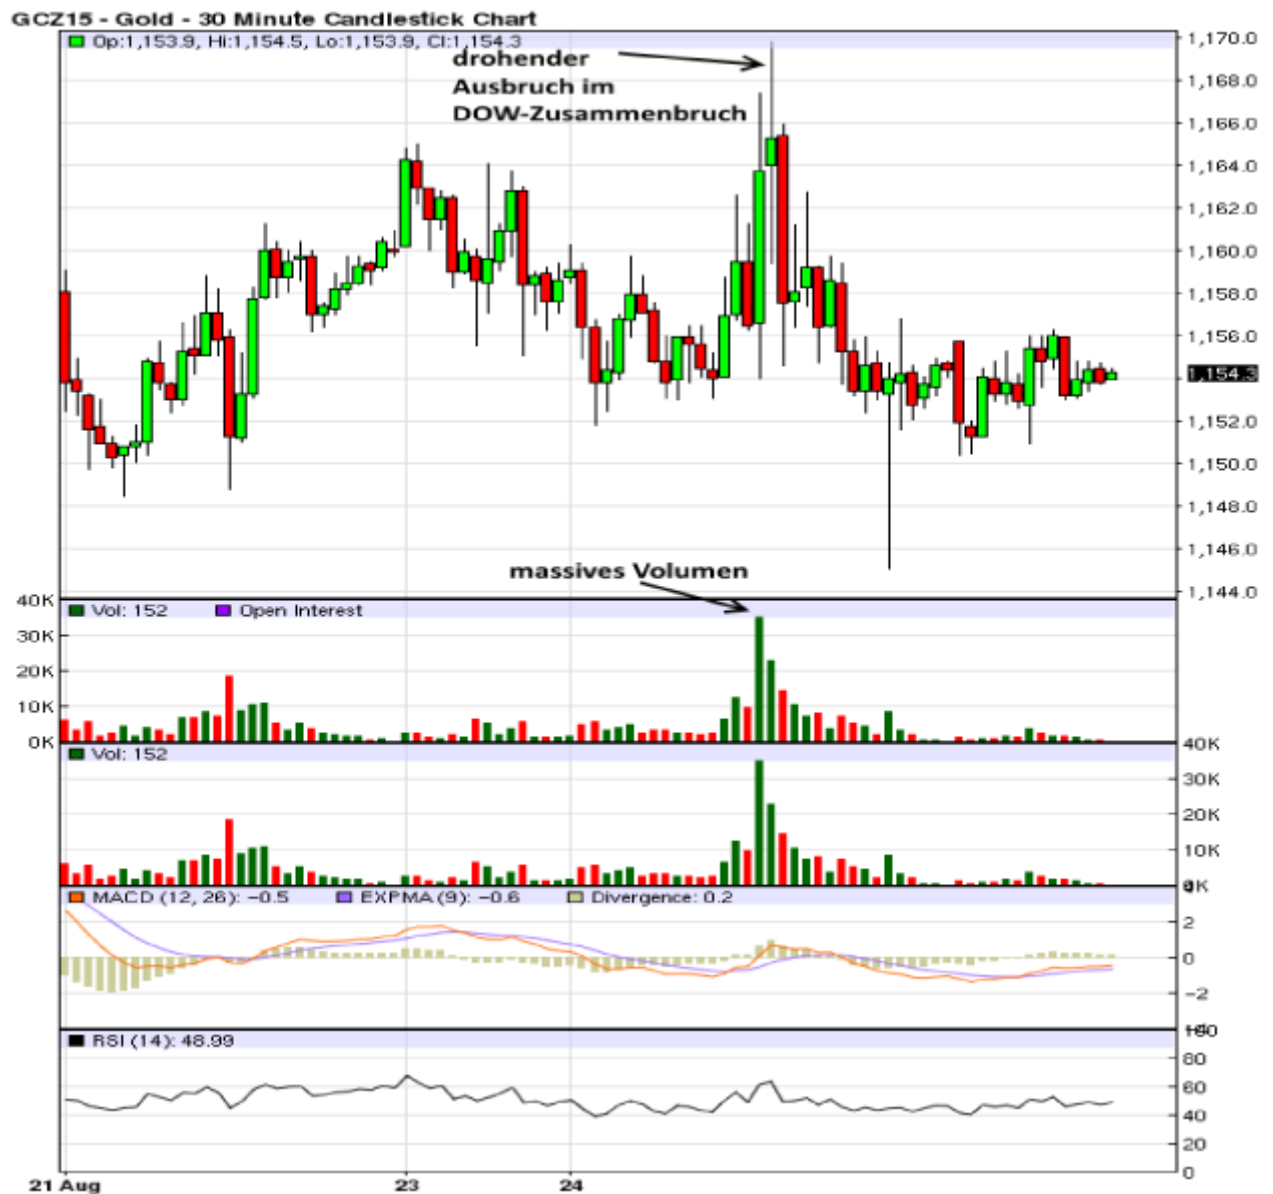 GCZ15 - Gold - 30 Minute Candlestick Chart
Op:1,153.9, Hi:1,154.5, Lo:1,153.9, Cl:1,154.3
drohender
Ausbruch im
DOW-Zusammenbruch
1,170.0
1,168.0
1,166.0
1,164.0
1,162.0
1,160.0
1,158.0
1,156.0
1,154.3
1,152.0
1,150.0
1,148.0
1,146.0
1,144.0
massives Volumen
40K
Vol: 152 Open Interest
30K
20K
10K
0K
Vol: 152
40K
30K
20K
10K
0K
MACD (12, 26): -0.5 EXPMA (9): -0.6 Divergence: 0.2
2
0
-2
RSI (14): 48.99
80
60
40
20
0
21 Aug 23 24